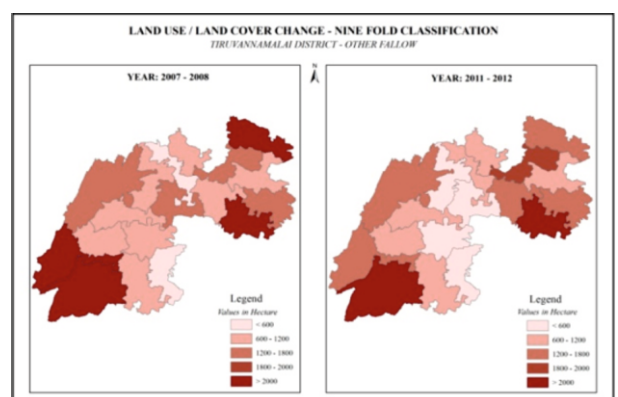 LAND USE / LAND COVER CHANGE - NINE FOLD CLASSIFICATION
TIRUVANNAMALAI DISTRICT - OTHER FALLOW
YEAR: 2007 - 2008
N
YEAR: 2011 - 2012
Legend
Values in Hectare
< 600
600 - 1200
1200 - 1800
1800 - 2000
> 2000
Legend
Values in Hectare
< 600
600 - 1200
1200 - 1800
1800 - 2000
> 2000